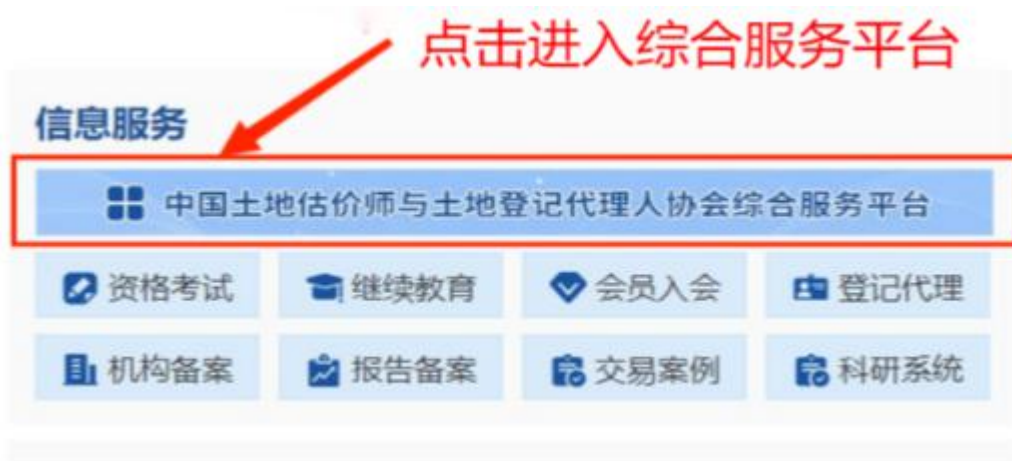 点击进入综合服务平台
信息服务
中国土地估价师与土地登记代理人协会综合服务平台
资格考试 继续教育 会员入会 登记代理
机构备案 报告备案 交易案例 科研系统